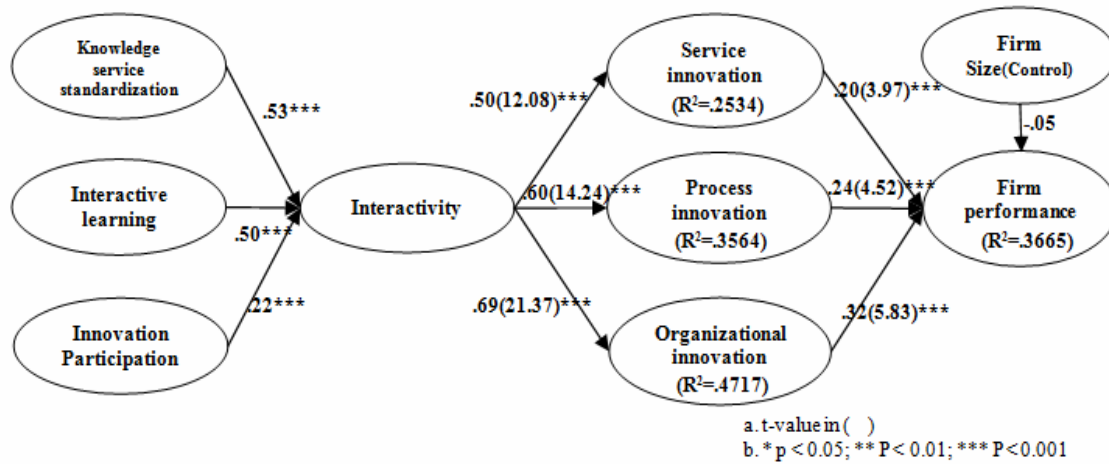 Knowledge
service
standardization
.53***
Interactive
learning
.50***
Innovation
Participation
.22***
Interactivity
.50(12.08)***
.60(14.24)***
.69(21.37)***
Service
innovation
(R²=.2534)
Process
innovation
(R²=.3564)
Organizational
innovation
(R²=.4717)
.20(3.97)***
.24(4.52)***
.32(5.83)***
Firm
Size(Control)
-.05
Firm
performance
(R²=.3665)
a. t-value in ( )
b. * p < 0.05; ** P< 0.01; *** P<0.001